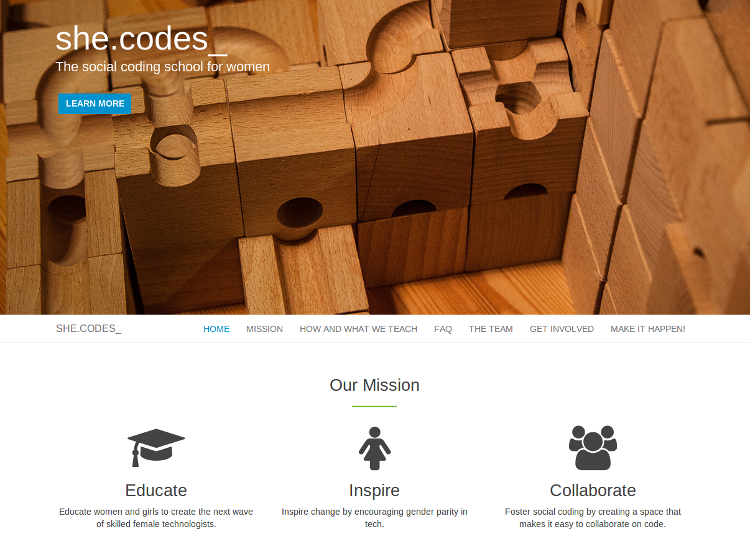 she.codes_
The social coding school for women
LEARN MORE
SHE.CODES_
HOME MISSION HOW AND WHAT WE TEACH FAQ THE TEAM GET INVOLVED MAKE IT HAPPEN!
Our Mission
Educate
Educate women and girls to create the next wave
of skilled female technologists.
Inspire
Inspire change by encouraging gender parity in
tech.
Collaborate
Foster social coding by creating a space that
makes it easy to collaborate on code.